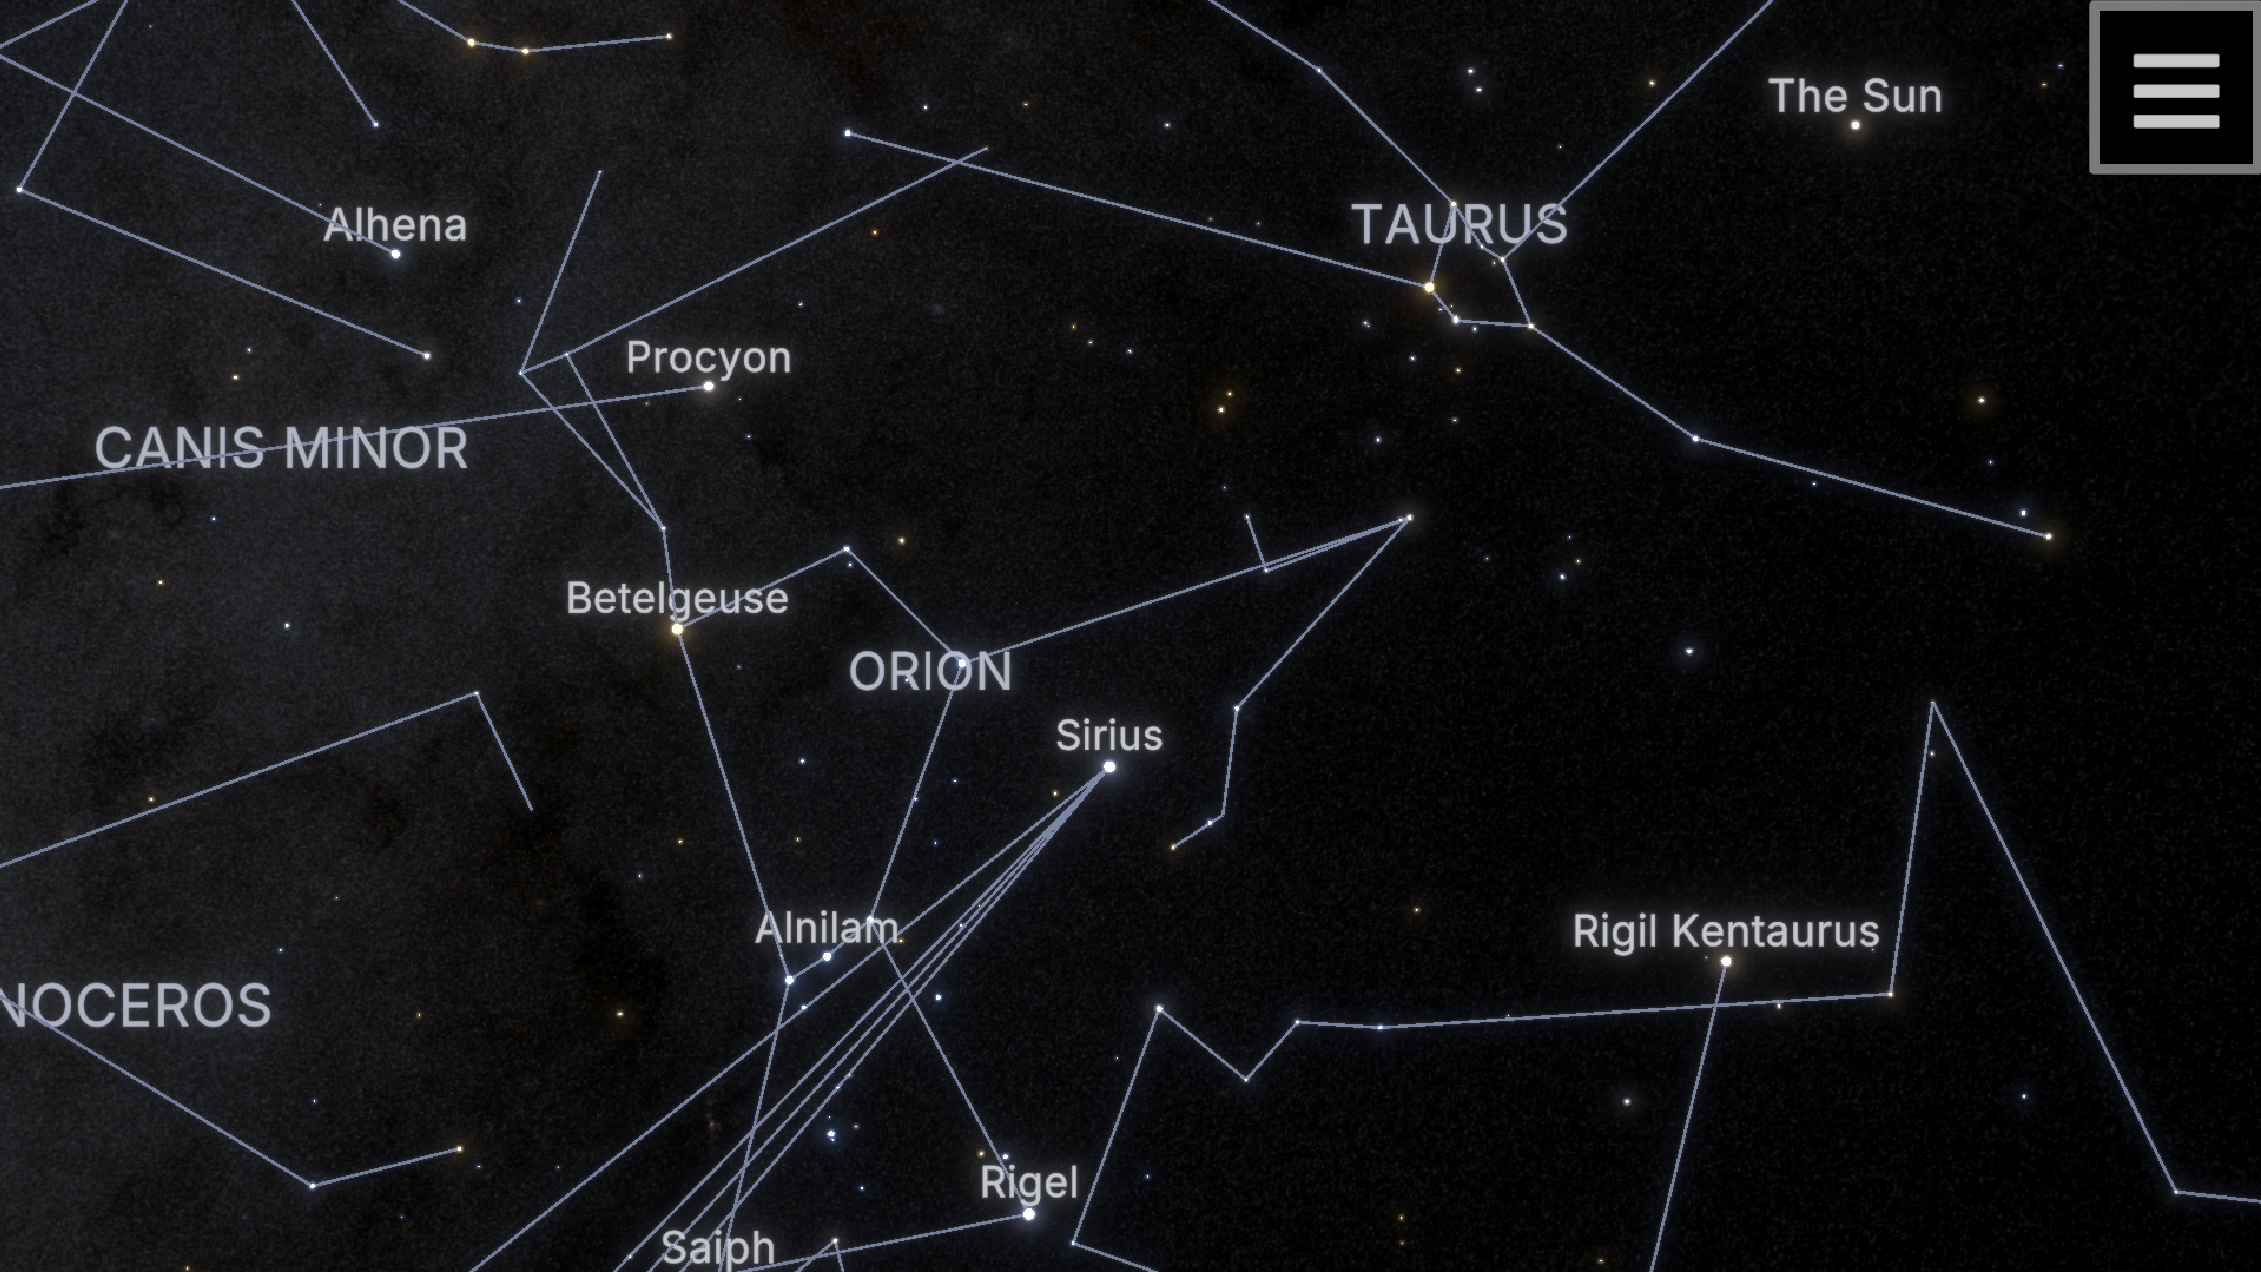 The Sun
Alhena
TAURUS
Procyon
CANIS MINOR
Betelgeuse
ORION
Sirius
Alnilam
Rigil Kentaurus
NOCEROS
Rigel
Saiph